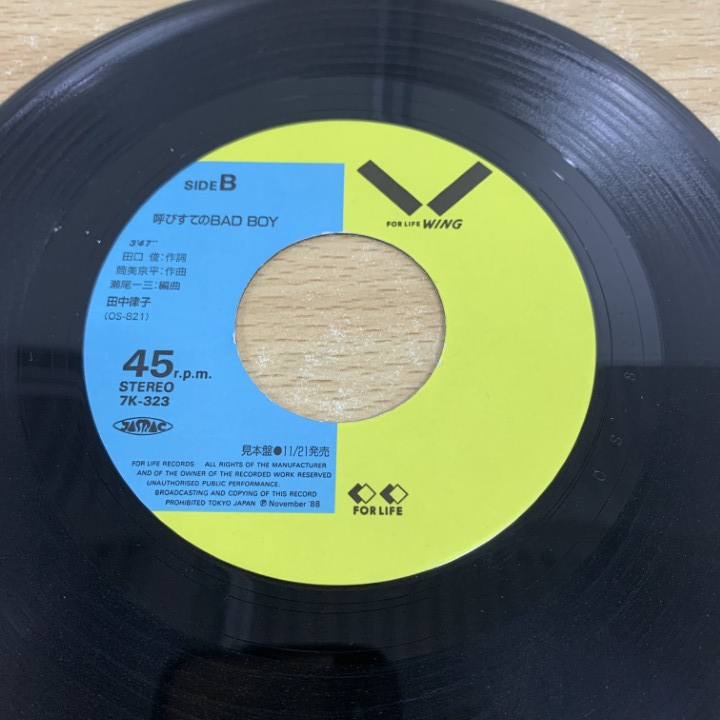 SIDE B
呼びすてのBAD BOY
3'47"
田口 俊:作詞
筒美京平:作曲
瀬尾一三:編曲
田中律子
(OS-821)
45r.p.m.
STEREO
7K-323
JASRAC
見本盤●11/21発売
FOR LIFE RECORDS ALL RIGHTS OF THE MANUFACTURER
AND OF THE OWNER OF THE RECORDED WORK RESERVED
UNAUTHORISED PUBLIC PERFORMANCE.
BROADCASTING AND COPYING OF THIS RECORD
PROHIBITED TOKYO JAPAN ℗ November '88
FOR LIFE WING
FOR LIFE